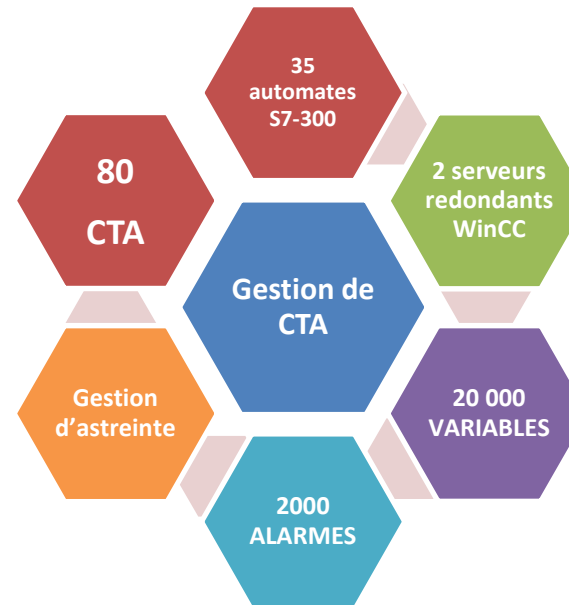 35
automates
S7-300
80
CTA
2 serveurs
redondants
WinCC
Gestion de
CTA
Gestion
d’astreinte
20 000
VARIABLES
2000
ALARMES